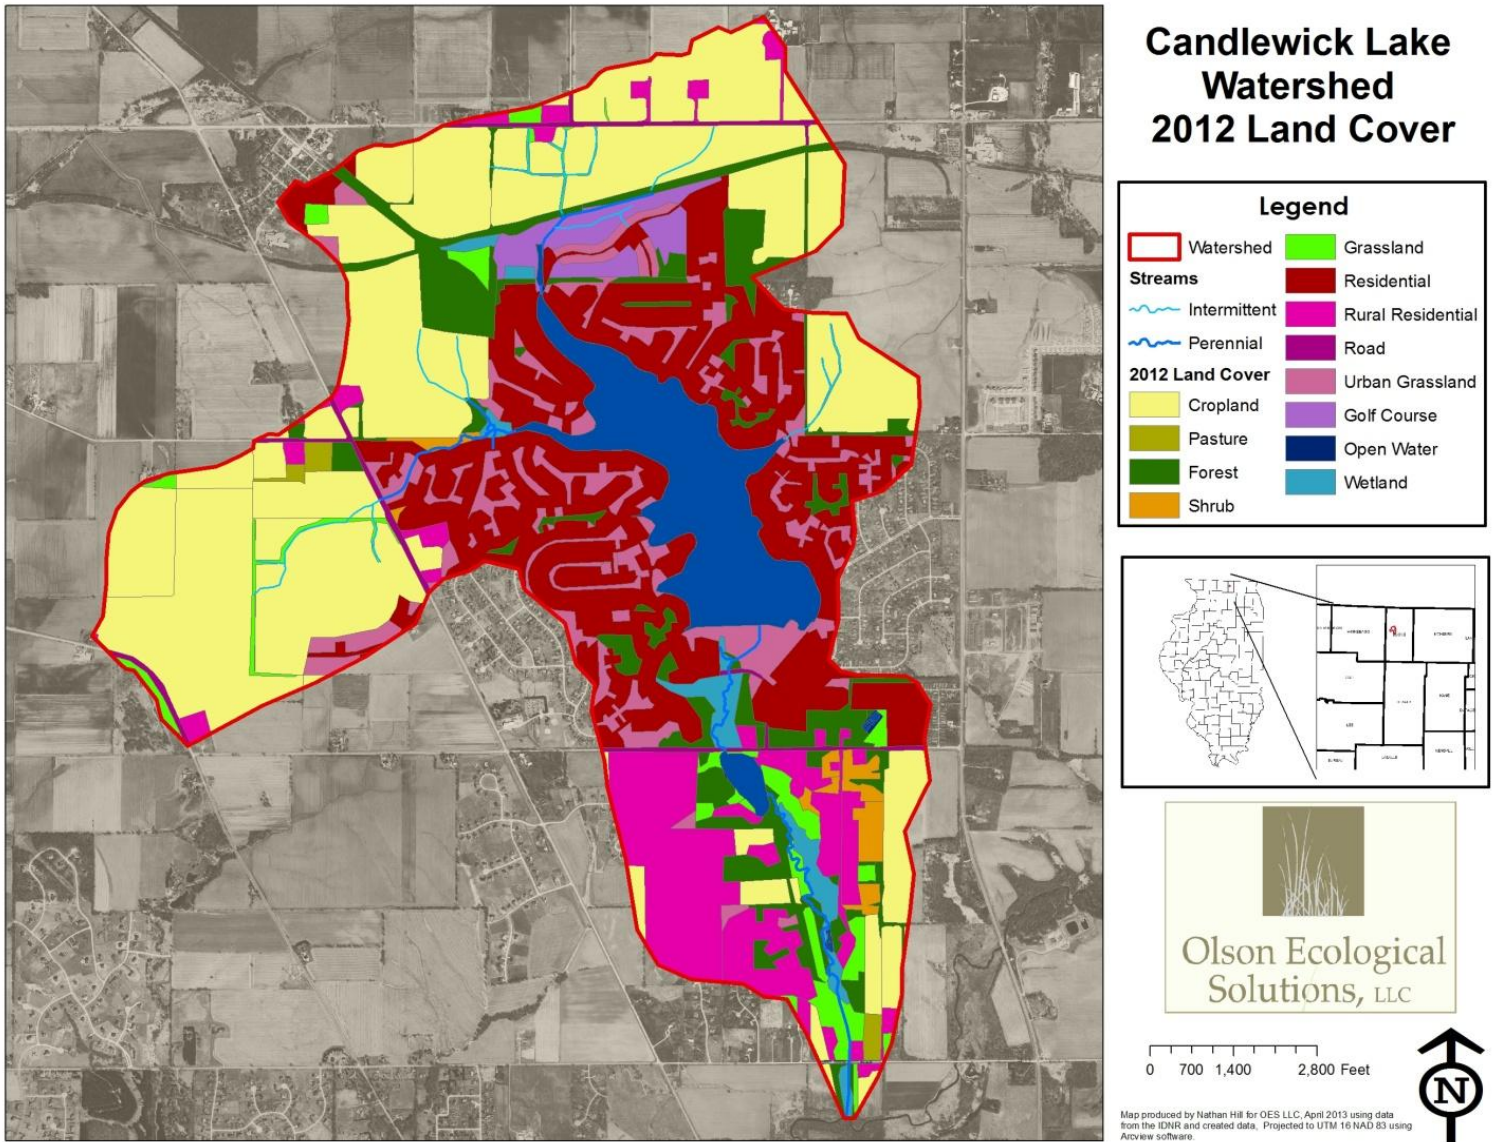 Candlewick Lake
Watershed
2012 Land Cover
Legend
Watershed
Streams
Intermittent
Perennial
2012 Land Cover
Cropland
Pasture
Forest
Shrub
Grassland
Residential
Rural Residential
Road
Urban Grassland
Golf Course
Open Water
Wetland
Olson Ecological
Solutions, LLC
0 700 1,400 2,800 Feet
N
Map produced by Nathan Hill for OES LLC, April 2013 using data
from the IDNR and created data, Projected to UTM 16 NAD 83 using
Arcview software.